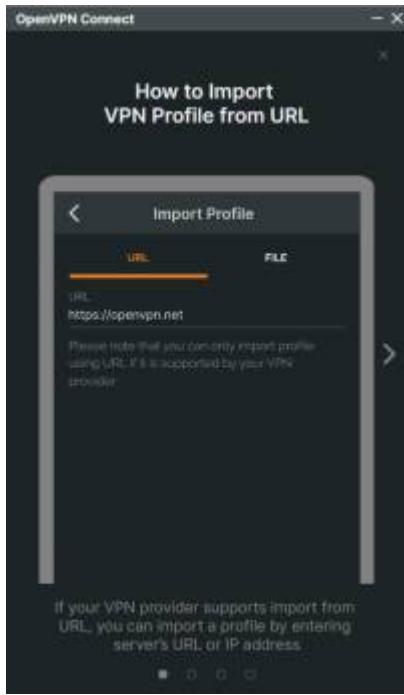 OpenVPN Connect
How to Import
VPN Profile from URL
Import Profile
URL
FILE
URL
https://openvpn.net
Please note that you can only import profile
using URL if it is supported by your VPN
provider
If your VPN provider supports import from
URL, you can import a profile by entering
server's URL or IP address